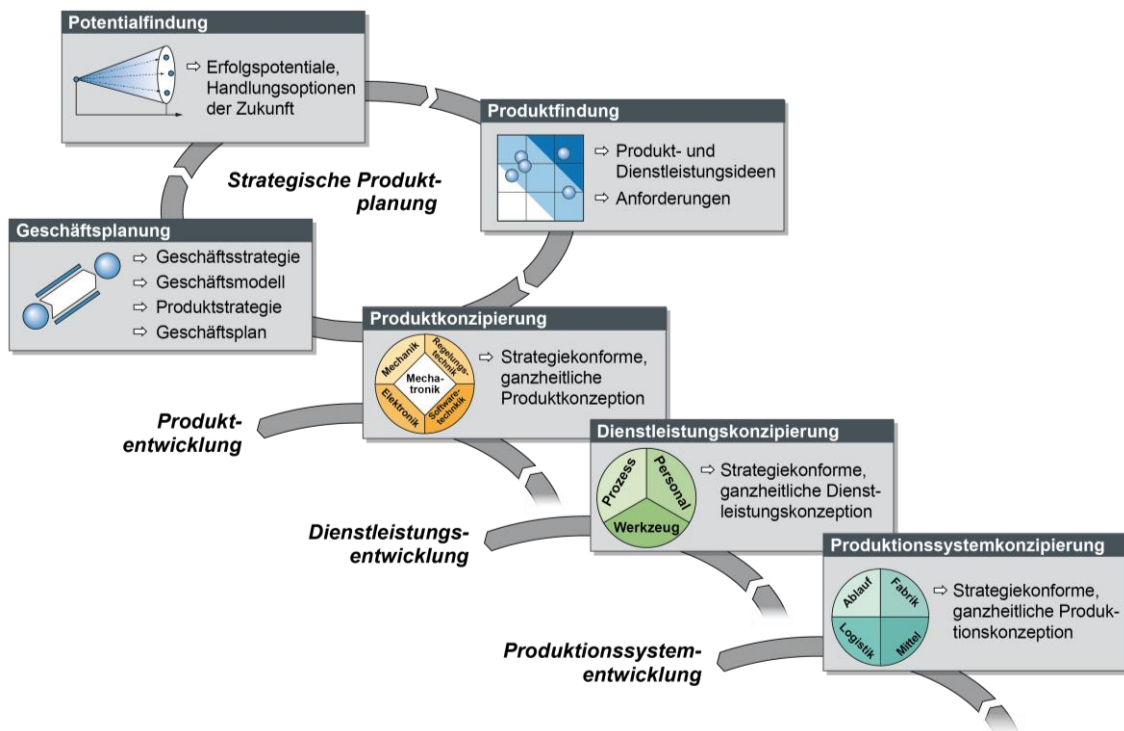 Potentialfindung
⇨ Erfolgspotentiale,
Handlungsoptionen
der Zukunft
Produktfindung
⇨ Produkt- und
Dienstleistungsideen
⇨ Anforderungen
Strategische Produkt-
planung
Geschäftsplanung
⇨ Geschäftsstrategie
⇨ Geschäftsmodell
⇨ Produktstrategie
⇨ Geschäftsplan
Produktkonzipierung
Mechanik
Regelungs-
technik
Mecha-
tronik
Elektronik
Software-
technkik
⇨ Strategiekonforme,
ganzheitliche
Produktkonzeption
Produkt-
entwicklung
Dienstleistungskonzipierung
Prozess
Personal
Werkzeug
⇨ Strategiekonforme,
ganzheitliche Dienst-
leistungskonzeption
Dienstleistungs-
entwicklung
Produktionssystemkonzipierung
Ablauf
Fabrik
Logistik
Mittel
⇨ Strategiekonforme,
ganzheitliche Produk-
tionskonzeption
Produktionssystem-
entwicklung